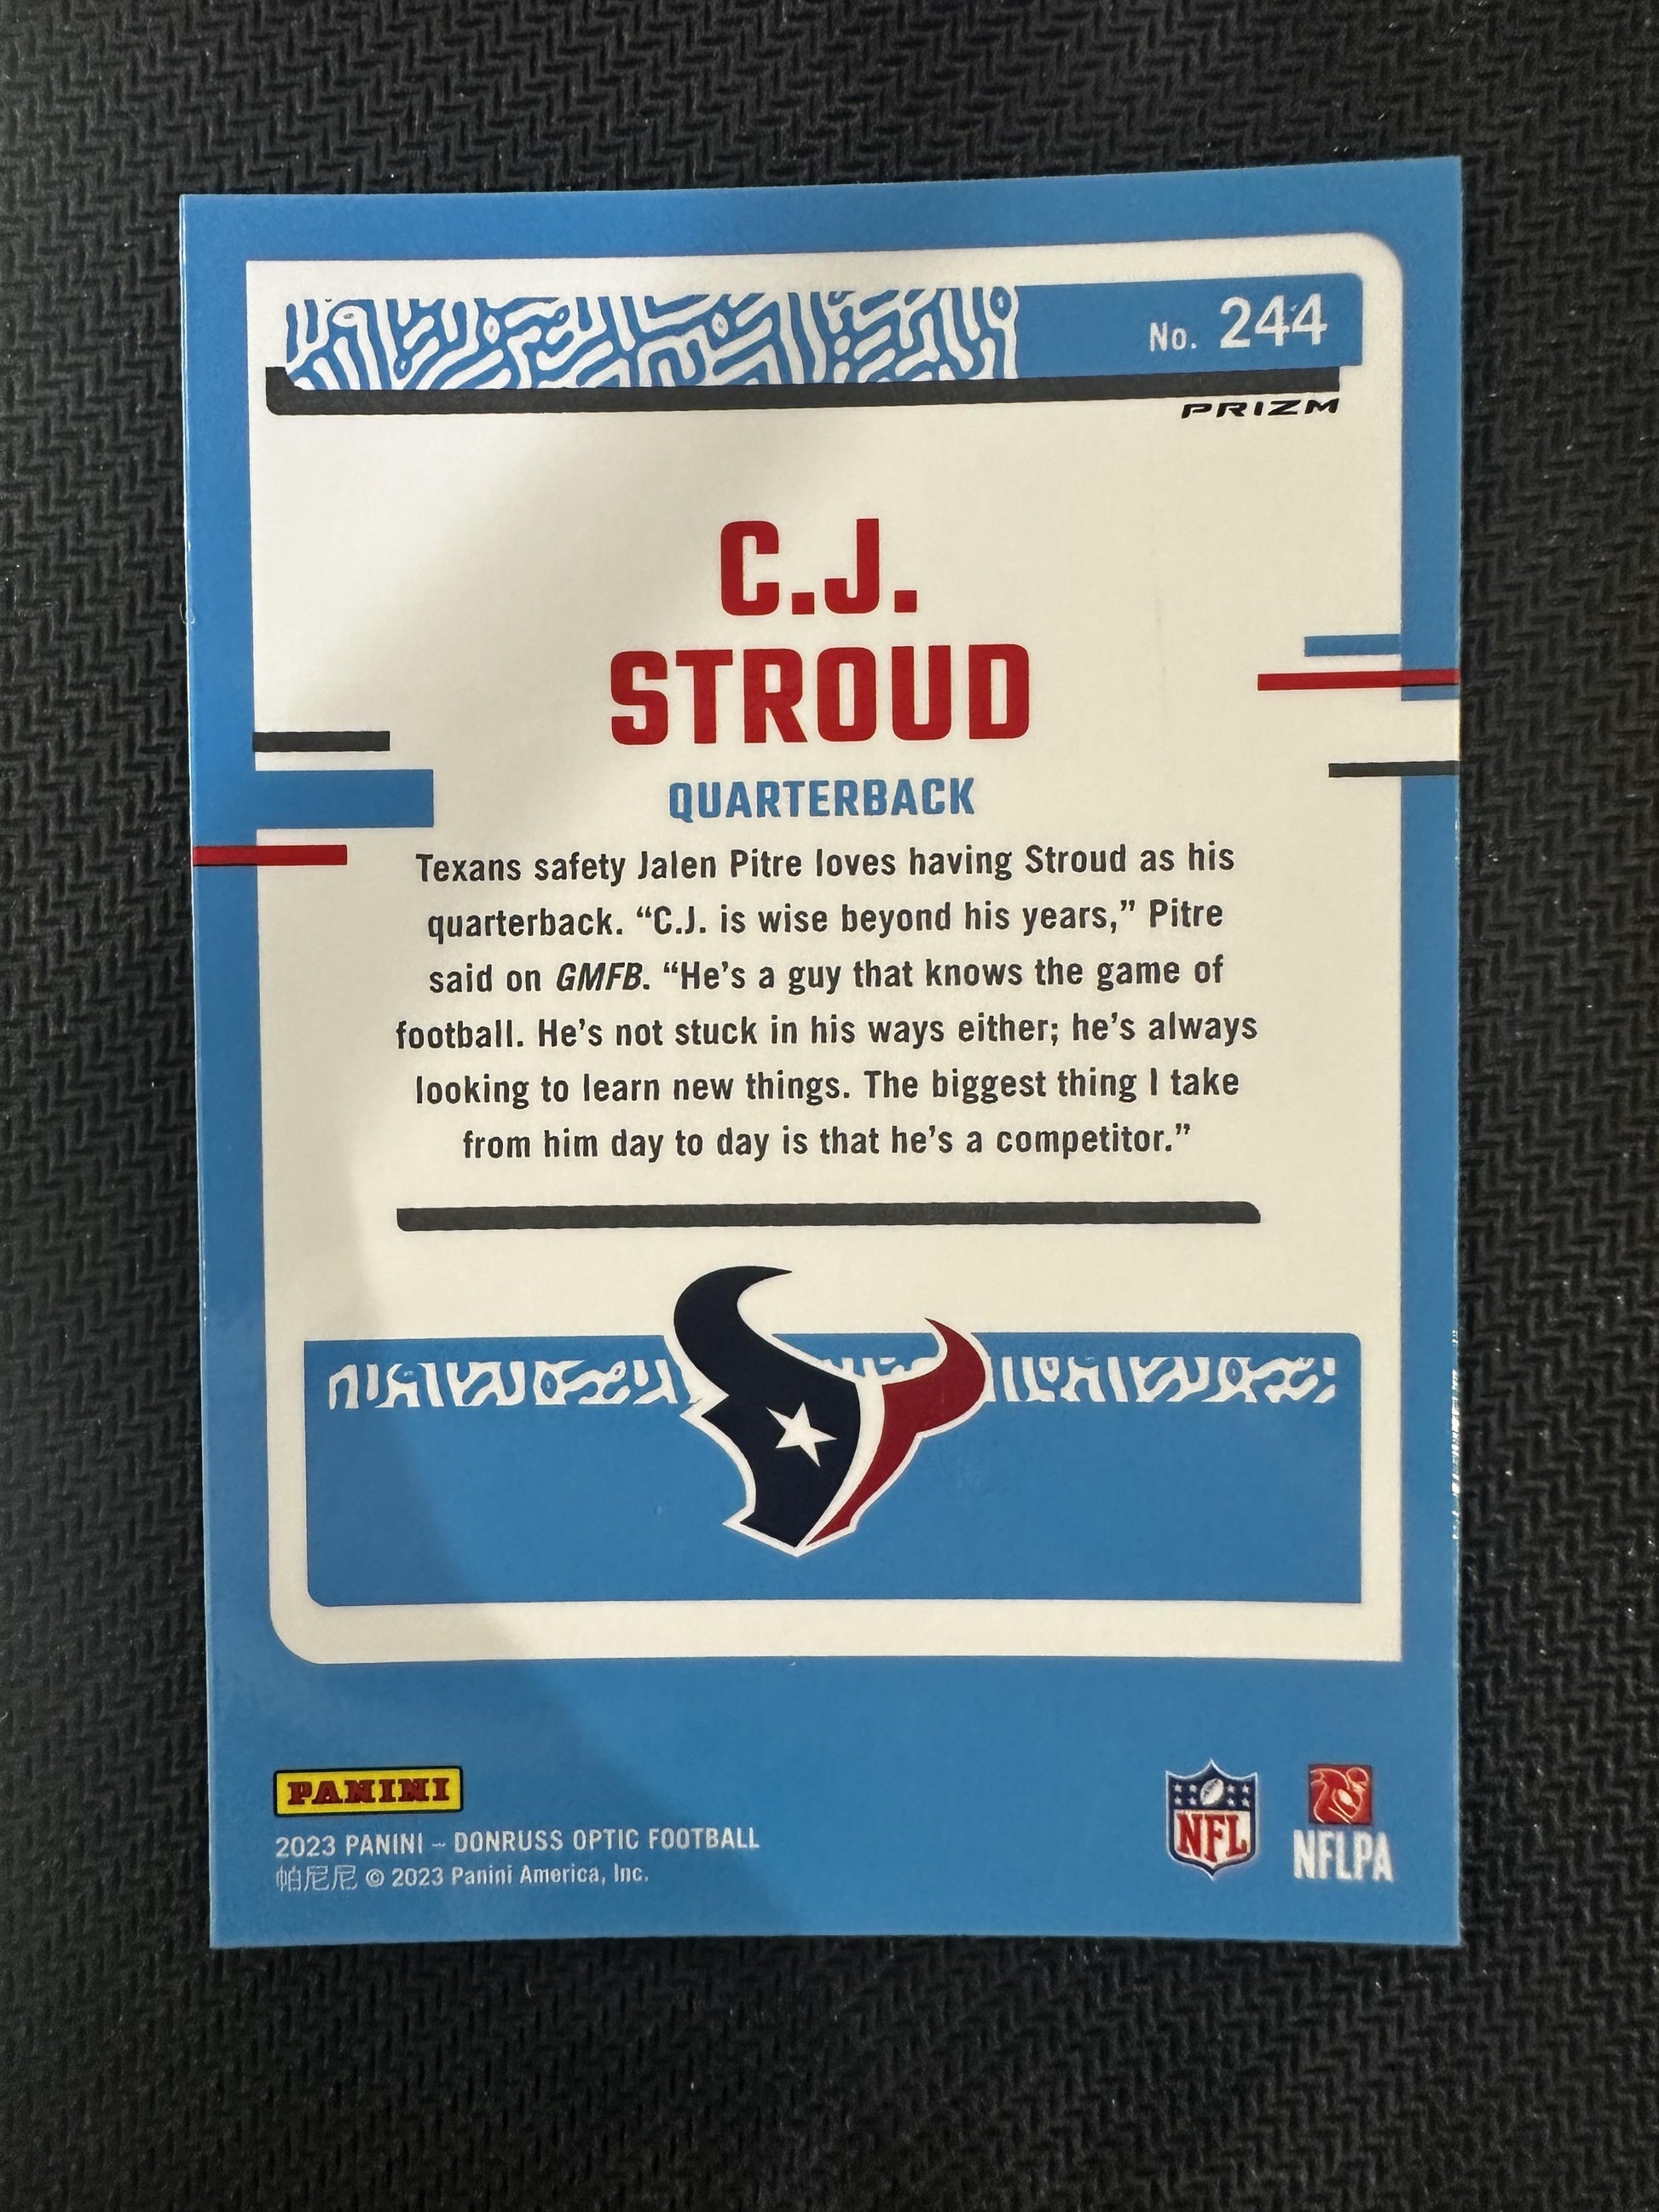 No. 244
PRIZM
C.J.
STROUD
QUARTERBACK
Texans safety Jalen Pitre loves having Stroud as his
quarterback. “C.J. is wise beyond his years,” Pitre
said on GMFB. “He’s a guy that knows the game of
football. He’s not stuck in his ways either; he’s always
looking to learn new things. The biggest thing I take
from him day to day is that he’s a competitor.”
PANINI
2023 PANINI – DONRUSS OPTIC FOOTBALL
帕尼尼 © 2023 Panini America, Inc.
NFL
NFLPA